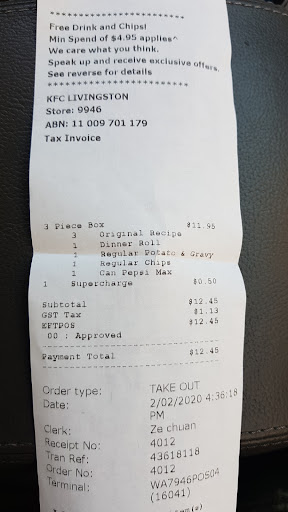 ************************
Free Drink and Chips!
Min Spend of $4.95 applies^
We care what you think.
Speak up and receive exclusive offers.
See reverse for details
*************************
KFC LIVINGSTON
Store: 9946
ABN: 11 009 701 179
Tax Invoice
3 Piece Box $11.95
3 Original Recipe
1 Dinner Roll
1 Regular Potato & Gravy
1 Regular Chips
1 Can Pepsi Max
1 Supercharge $0.50
Subtotal $12.45
GST Tax $1.13
EFTPOS $12.45
00 : Approved
Payment Total $12.45
Order type: TAKE OUT
Date: 2/02/2020 4:36:18
PM
Clerk: Ze chuan
Receipt No: 4012
Tran Ref: 43618118
Order No: 4012
Terminal: WA7946POS04
(16041)